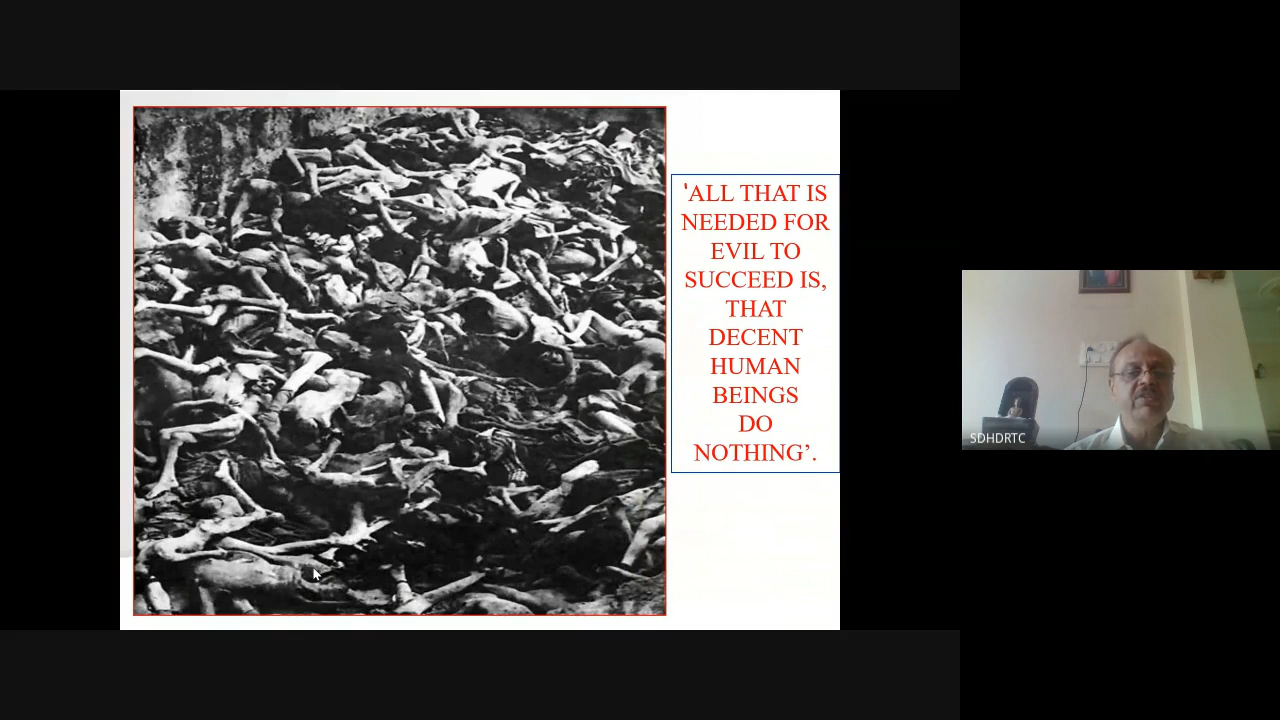 'ALL THAT IS
NEEDED FOR
EVIL TO
SUCCEED IS,
THAT
DECENT
HUMAN
BEINGS
DO
NOTHING’.
SDHDRTC